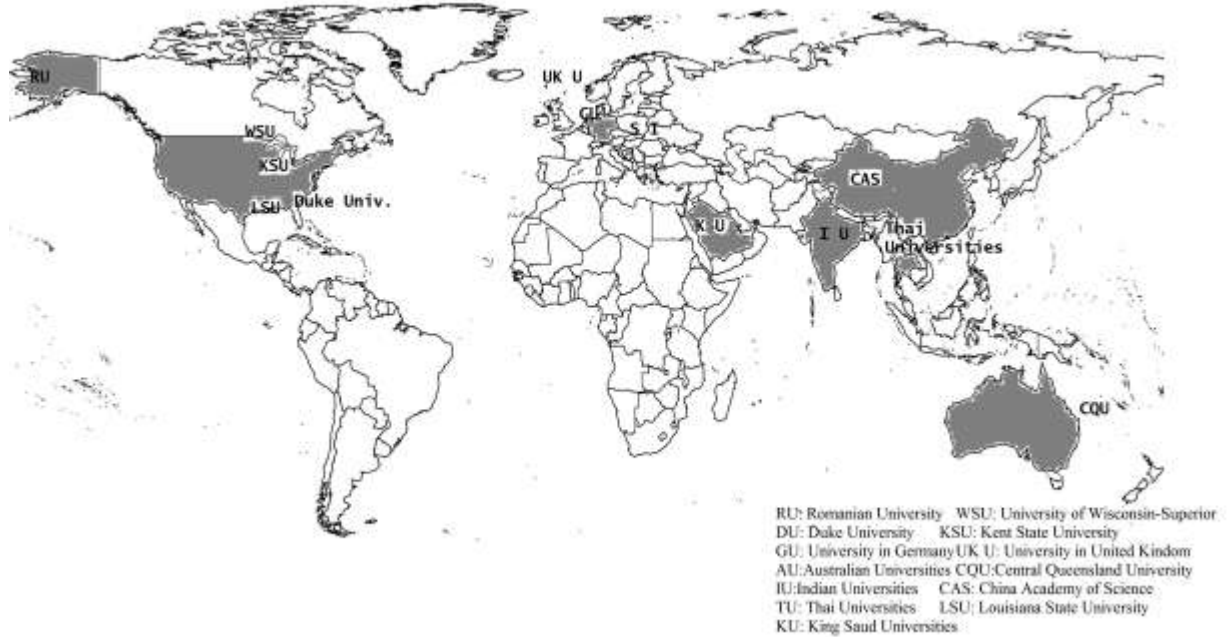 RU
UK U
GU
S I
WSU
KSU
LSU
Duke Univ.
CAS
K U
I U
Thai
Universities
CQU
RU: Romanian University WSU: University of Wisconsin-Superior
DU: Duke University KSU: Kent State University
GU: University in Germany UK U: University in United Kindom
AU:Australian Universities CQU:Central Queensland University
IU:Indian Universities CAS: China Academy of Science
TU: Thai Universities LSU: Louisiana State University
KU: King Saud Universities